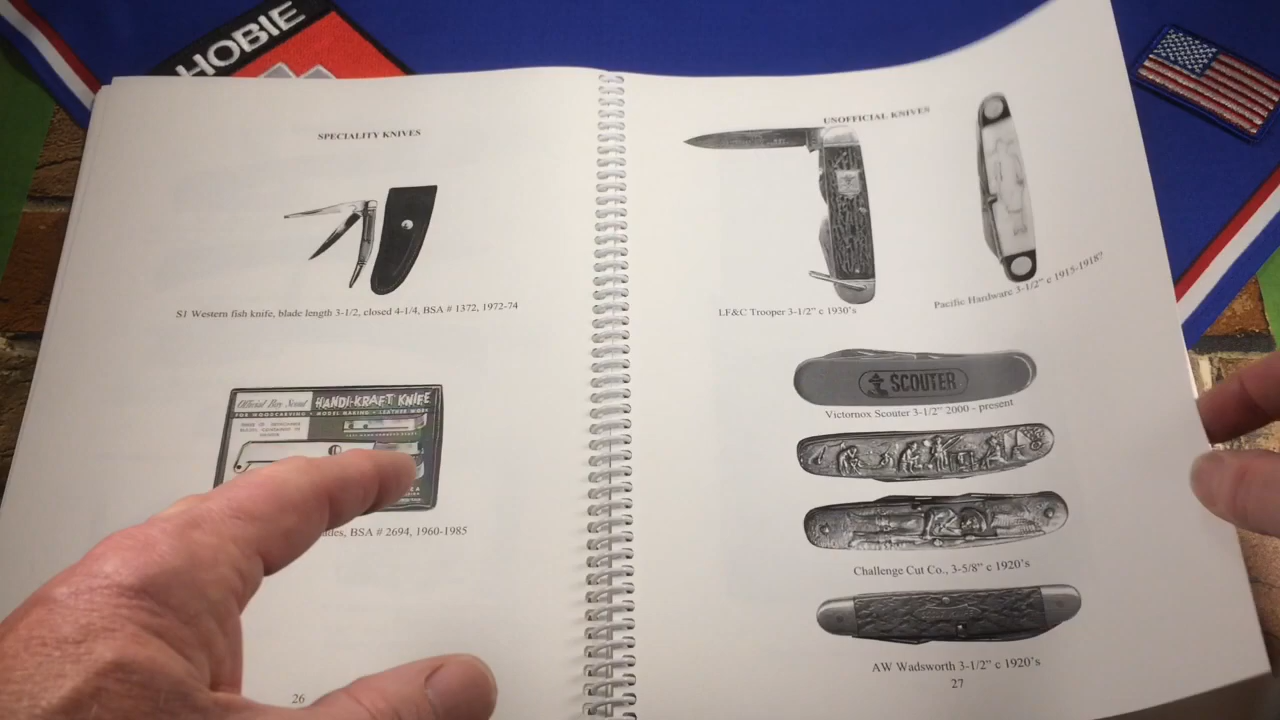 HOBIE
SPECIALITY KNIVES
S1 Western fish knife, blade length 3-1/2, closed 4-1/4, BSA # 1372, 1972-74
Official Boy Scout HANDI-KRAFT KNIFE
FOR WOODCARVING • MODEL MAKING • LEATHER WORK
BSA # 2694, 1960-1985
26
UNOFFICIAL KNIVES
LF&C Trooper 3-1/2" c 1930's
Pacific Hardware 3-1/2" c 1915-1918?
SCOUTER
Victornox Scouter 3-1/2" 2000 - present
Challenge Cut Co., 3-5/8" c 1920's
AW Wadsworth 3-1/2" c 1920's
27